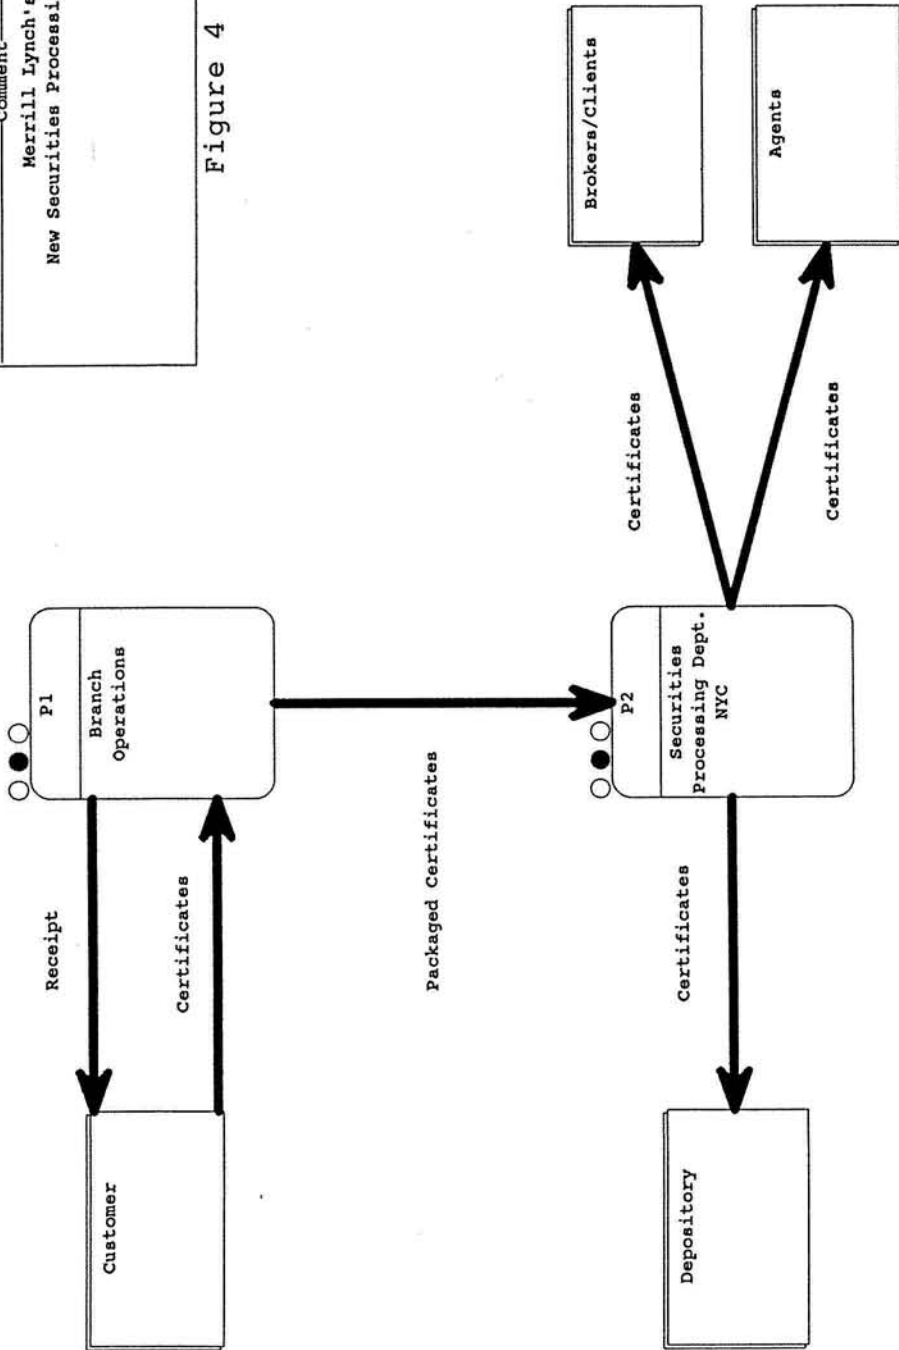 Comment
Merrill Lynch's
New Securities Processi
Figure 4
P1
Receipt
Customer
Branch
Operations
Certificates
Packaged Certificates
P2
Brokers/Clients
Certificates
Securities
Processing Dept.
NYC
Depository
Certificates
Agents
Certificates